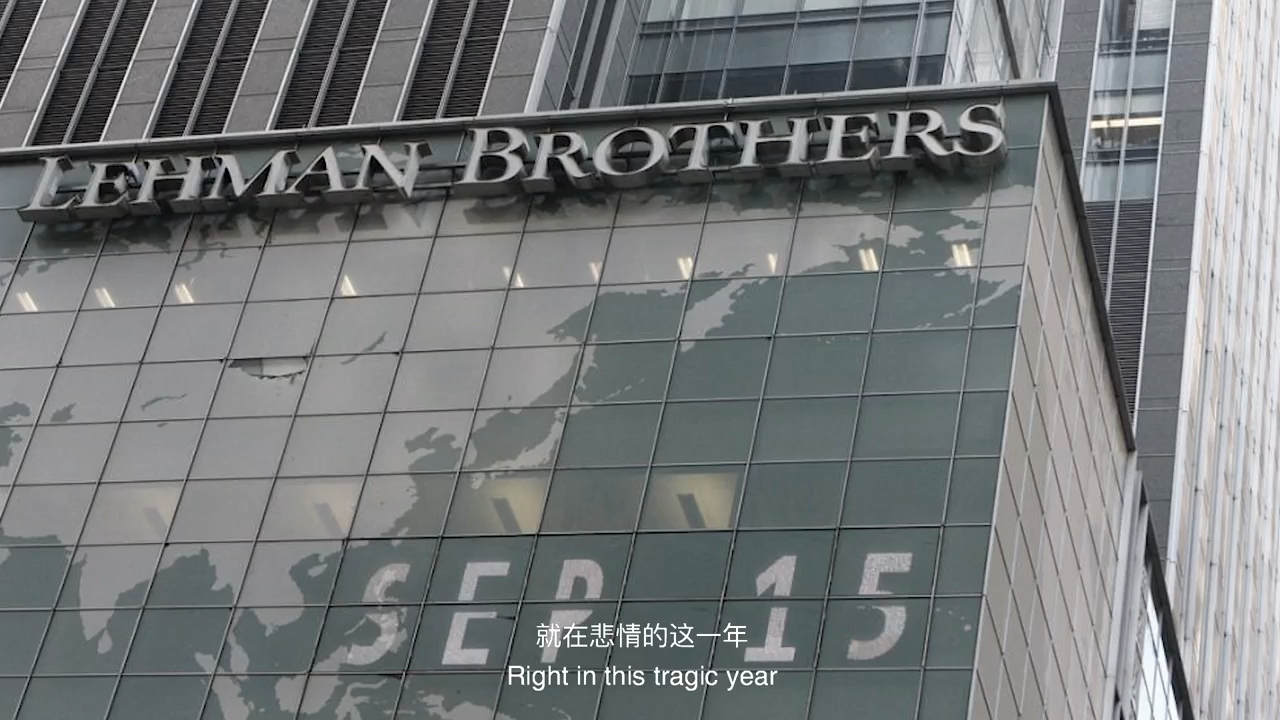 LEHMAN BROTHERS
SEP 15
就在悲情的这一年
Right in this tragic year